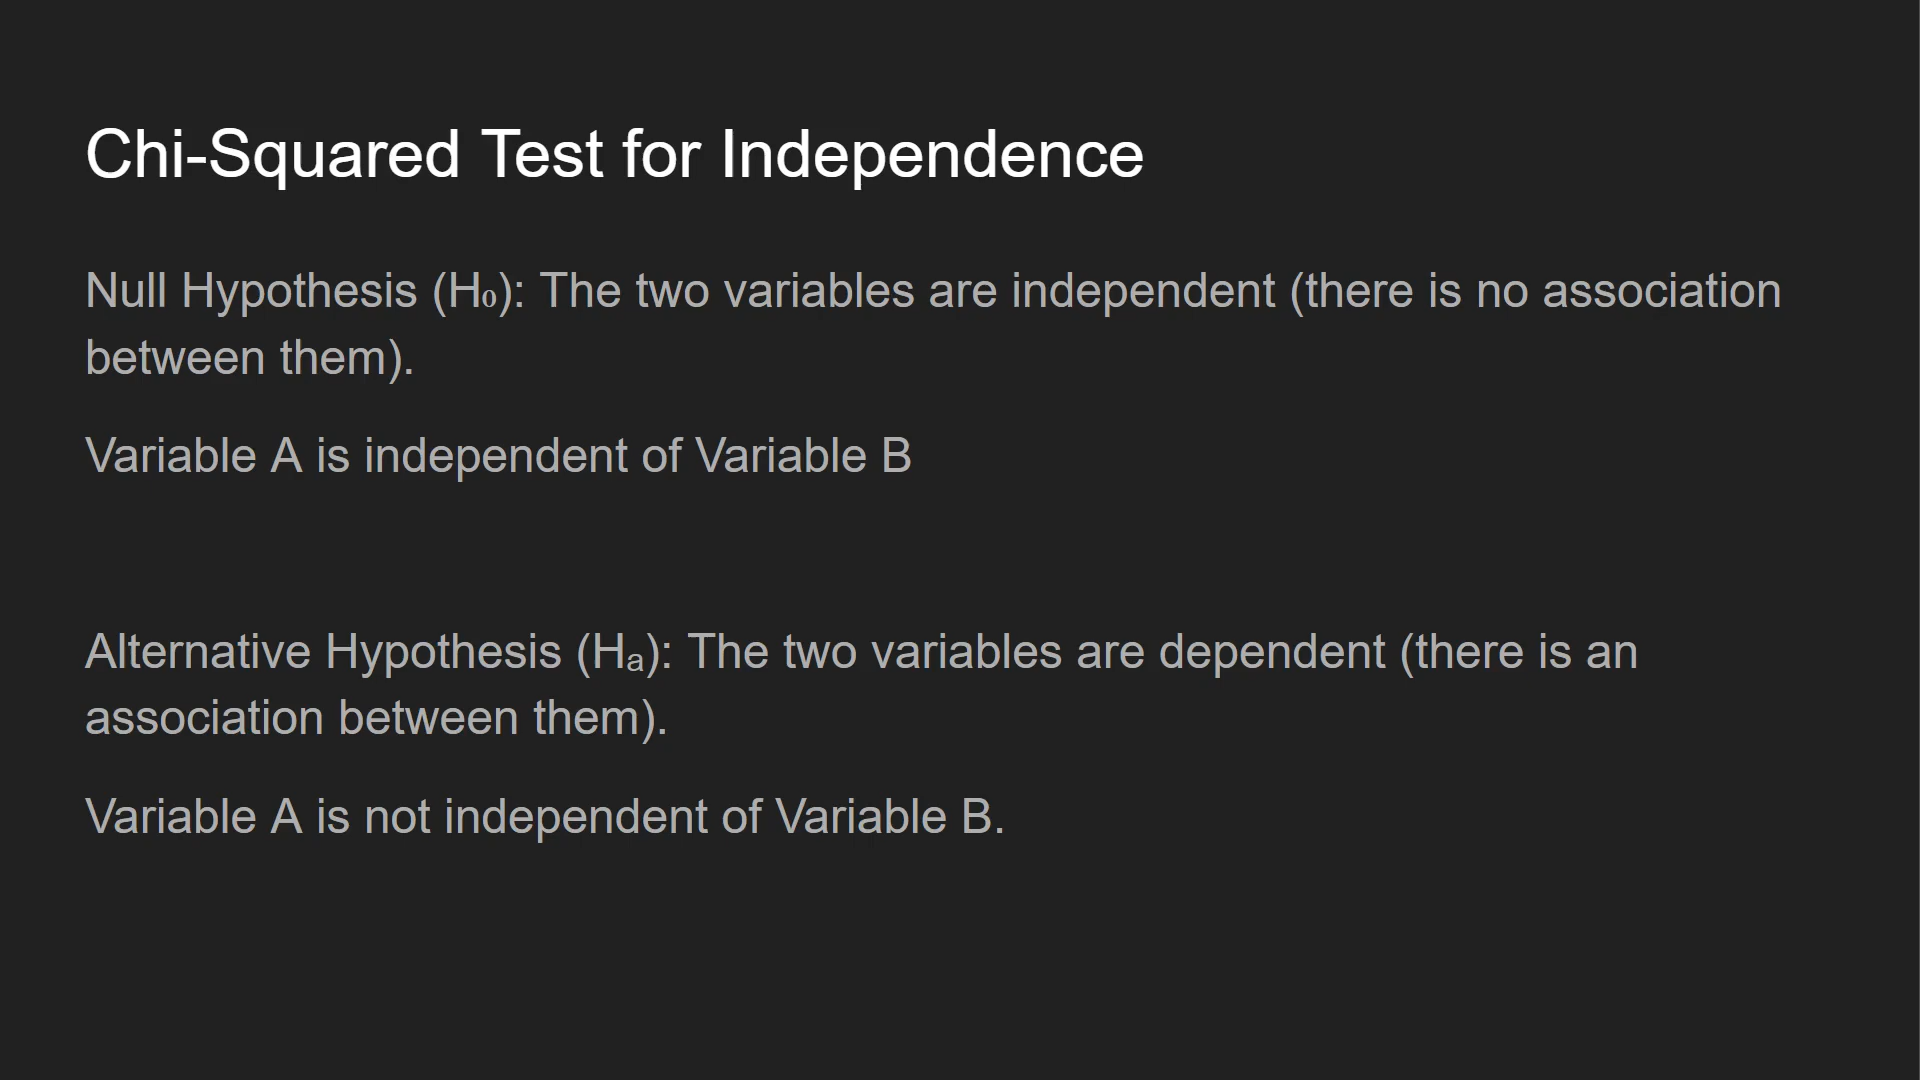 Chi-Squared Test for Independence
Null Hypothesis (H₀): The two variables are independent (there is no association
between them).
Variable A is independent of Variable B
Alternative Hypothesis (Hₐ): The two variables are dependent (there is an
association between them).
Variable A is not independent of Variable B.